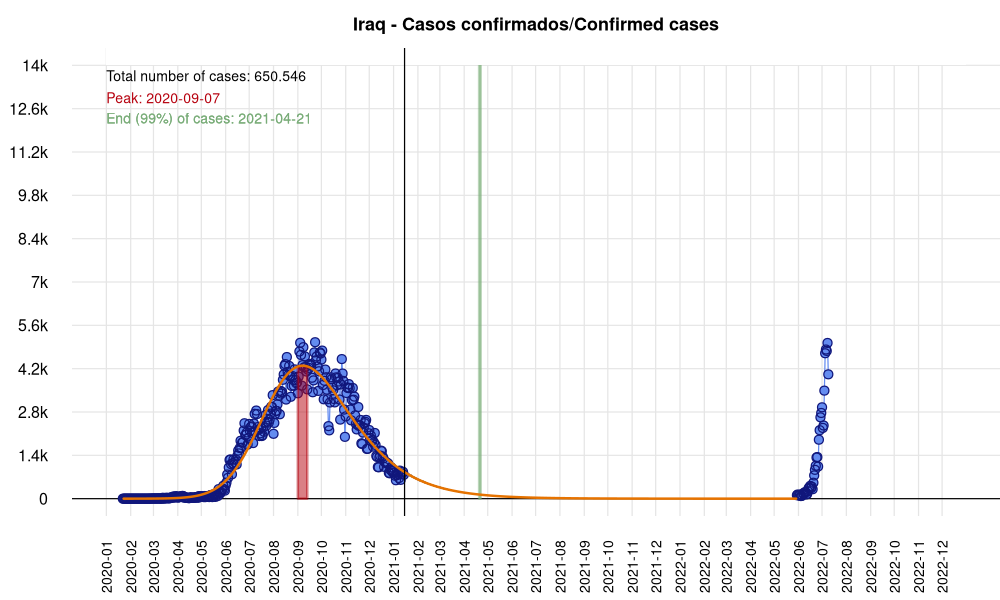 Iraq - Casos confirmados/Confirmed cases
Total number of cases: 650.546
Peak: 2020-09-07
End (99%) of cases: 2021-04-21
14k
12.6k
11.2k
9.8k
8.4k
7k
5.6k
4.2k
2.8k
1.4k
0
2020-01
2020-02
2020-03
2020-04
2020-05
2020-06
2020-07
2020-08
2020-09
2020-10
2020-11
2020-12
2021-01
2021-02
2021-03
2021-04
2021-05
2021-06
2021-07
2021-08
2021-09
2021-10
2021-11
2021-12
2022-01
2022-02
2022-03
2022-04
2022-05
2022-06
2022-07
2022-08
2022-09
2022-10
2022-11
2022-12